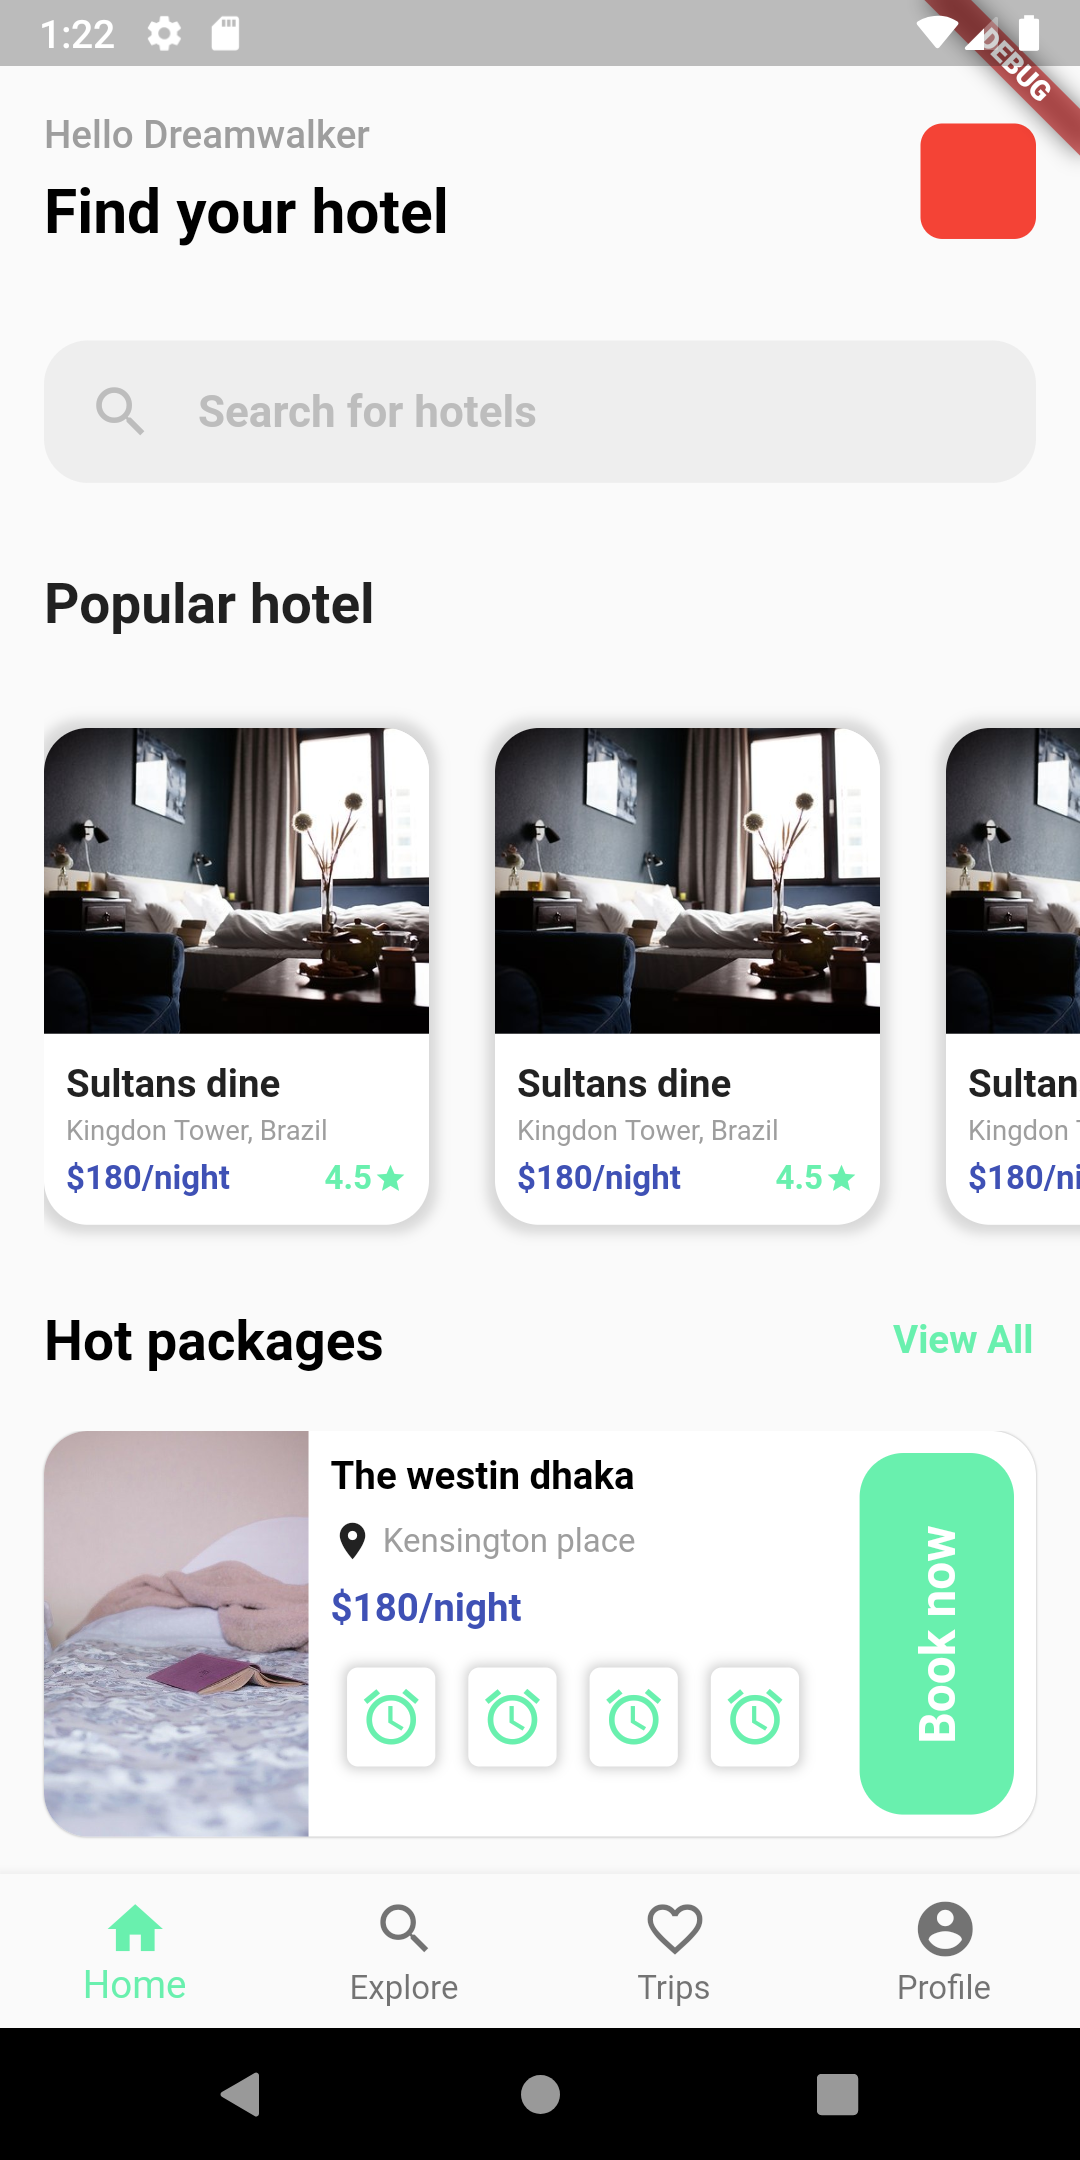 1:22
DEBUG
Hello Dreamwalker
Find your hotel
Search for hotels
Popular hotel
Sultans dine
Kingdon Tower, Brazil
$180/night 4.5
Sultans dine
Kingdon Tower, Brazil
$180/night 4.5
Sultan
Kingdon
$180/ni
Hot packages
View All
The westin dhaka
Kensington place
$180/night
Book now
Home
Explore
Trips
Profile